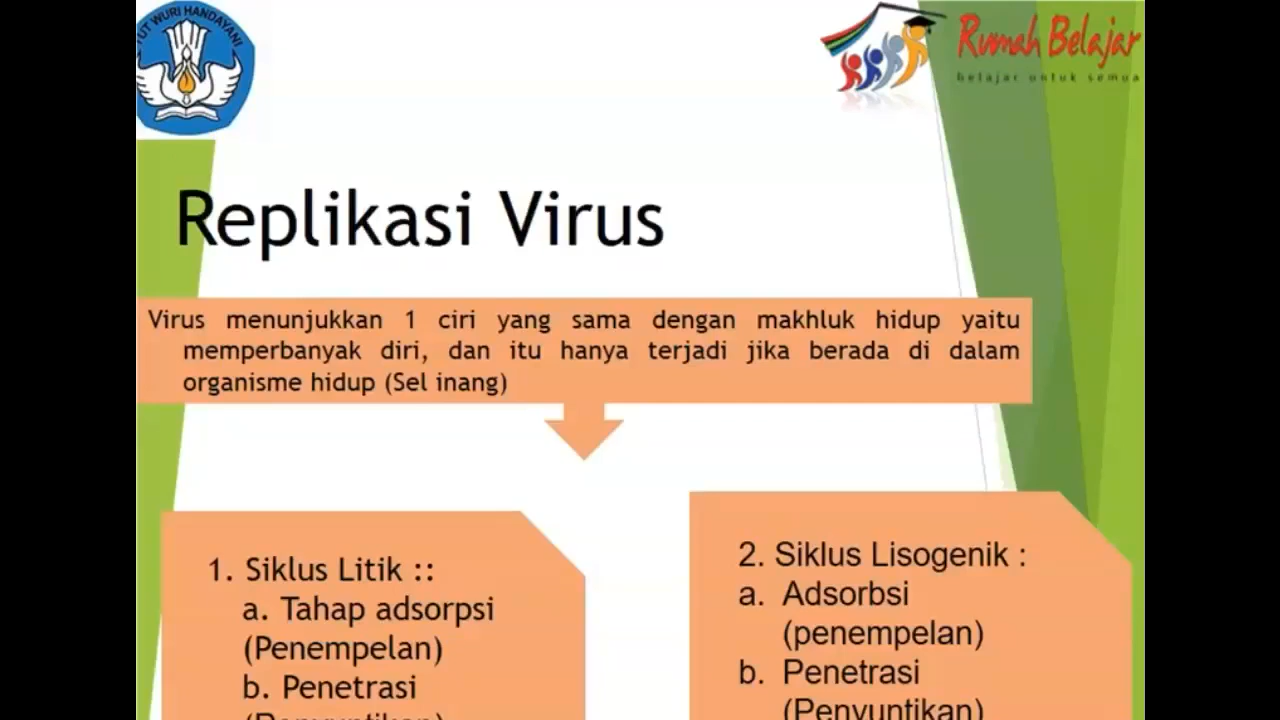 TUT WURI HANDAYANI
Rumah Belajar
belajar untuk semua
Replikasi Virus
Virus menunjukkan 1 ciri yang sama dengan makhluk hidup yaitu
memperbanyak diri, dan itu hanya terjadi jika berada di dalam
organisme hidup (Sel inang)
1. Siklus Litik ::
a. Tahap adsorpsi
(Penempelan)
b. Penetrasi
2. Siklus Lisogenik :
a. Adsorbsi
(penempelan)
b. Penetrasi
(Penyuntikan)